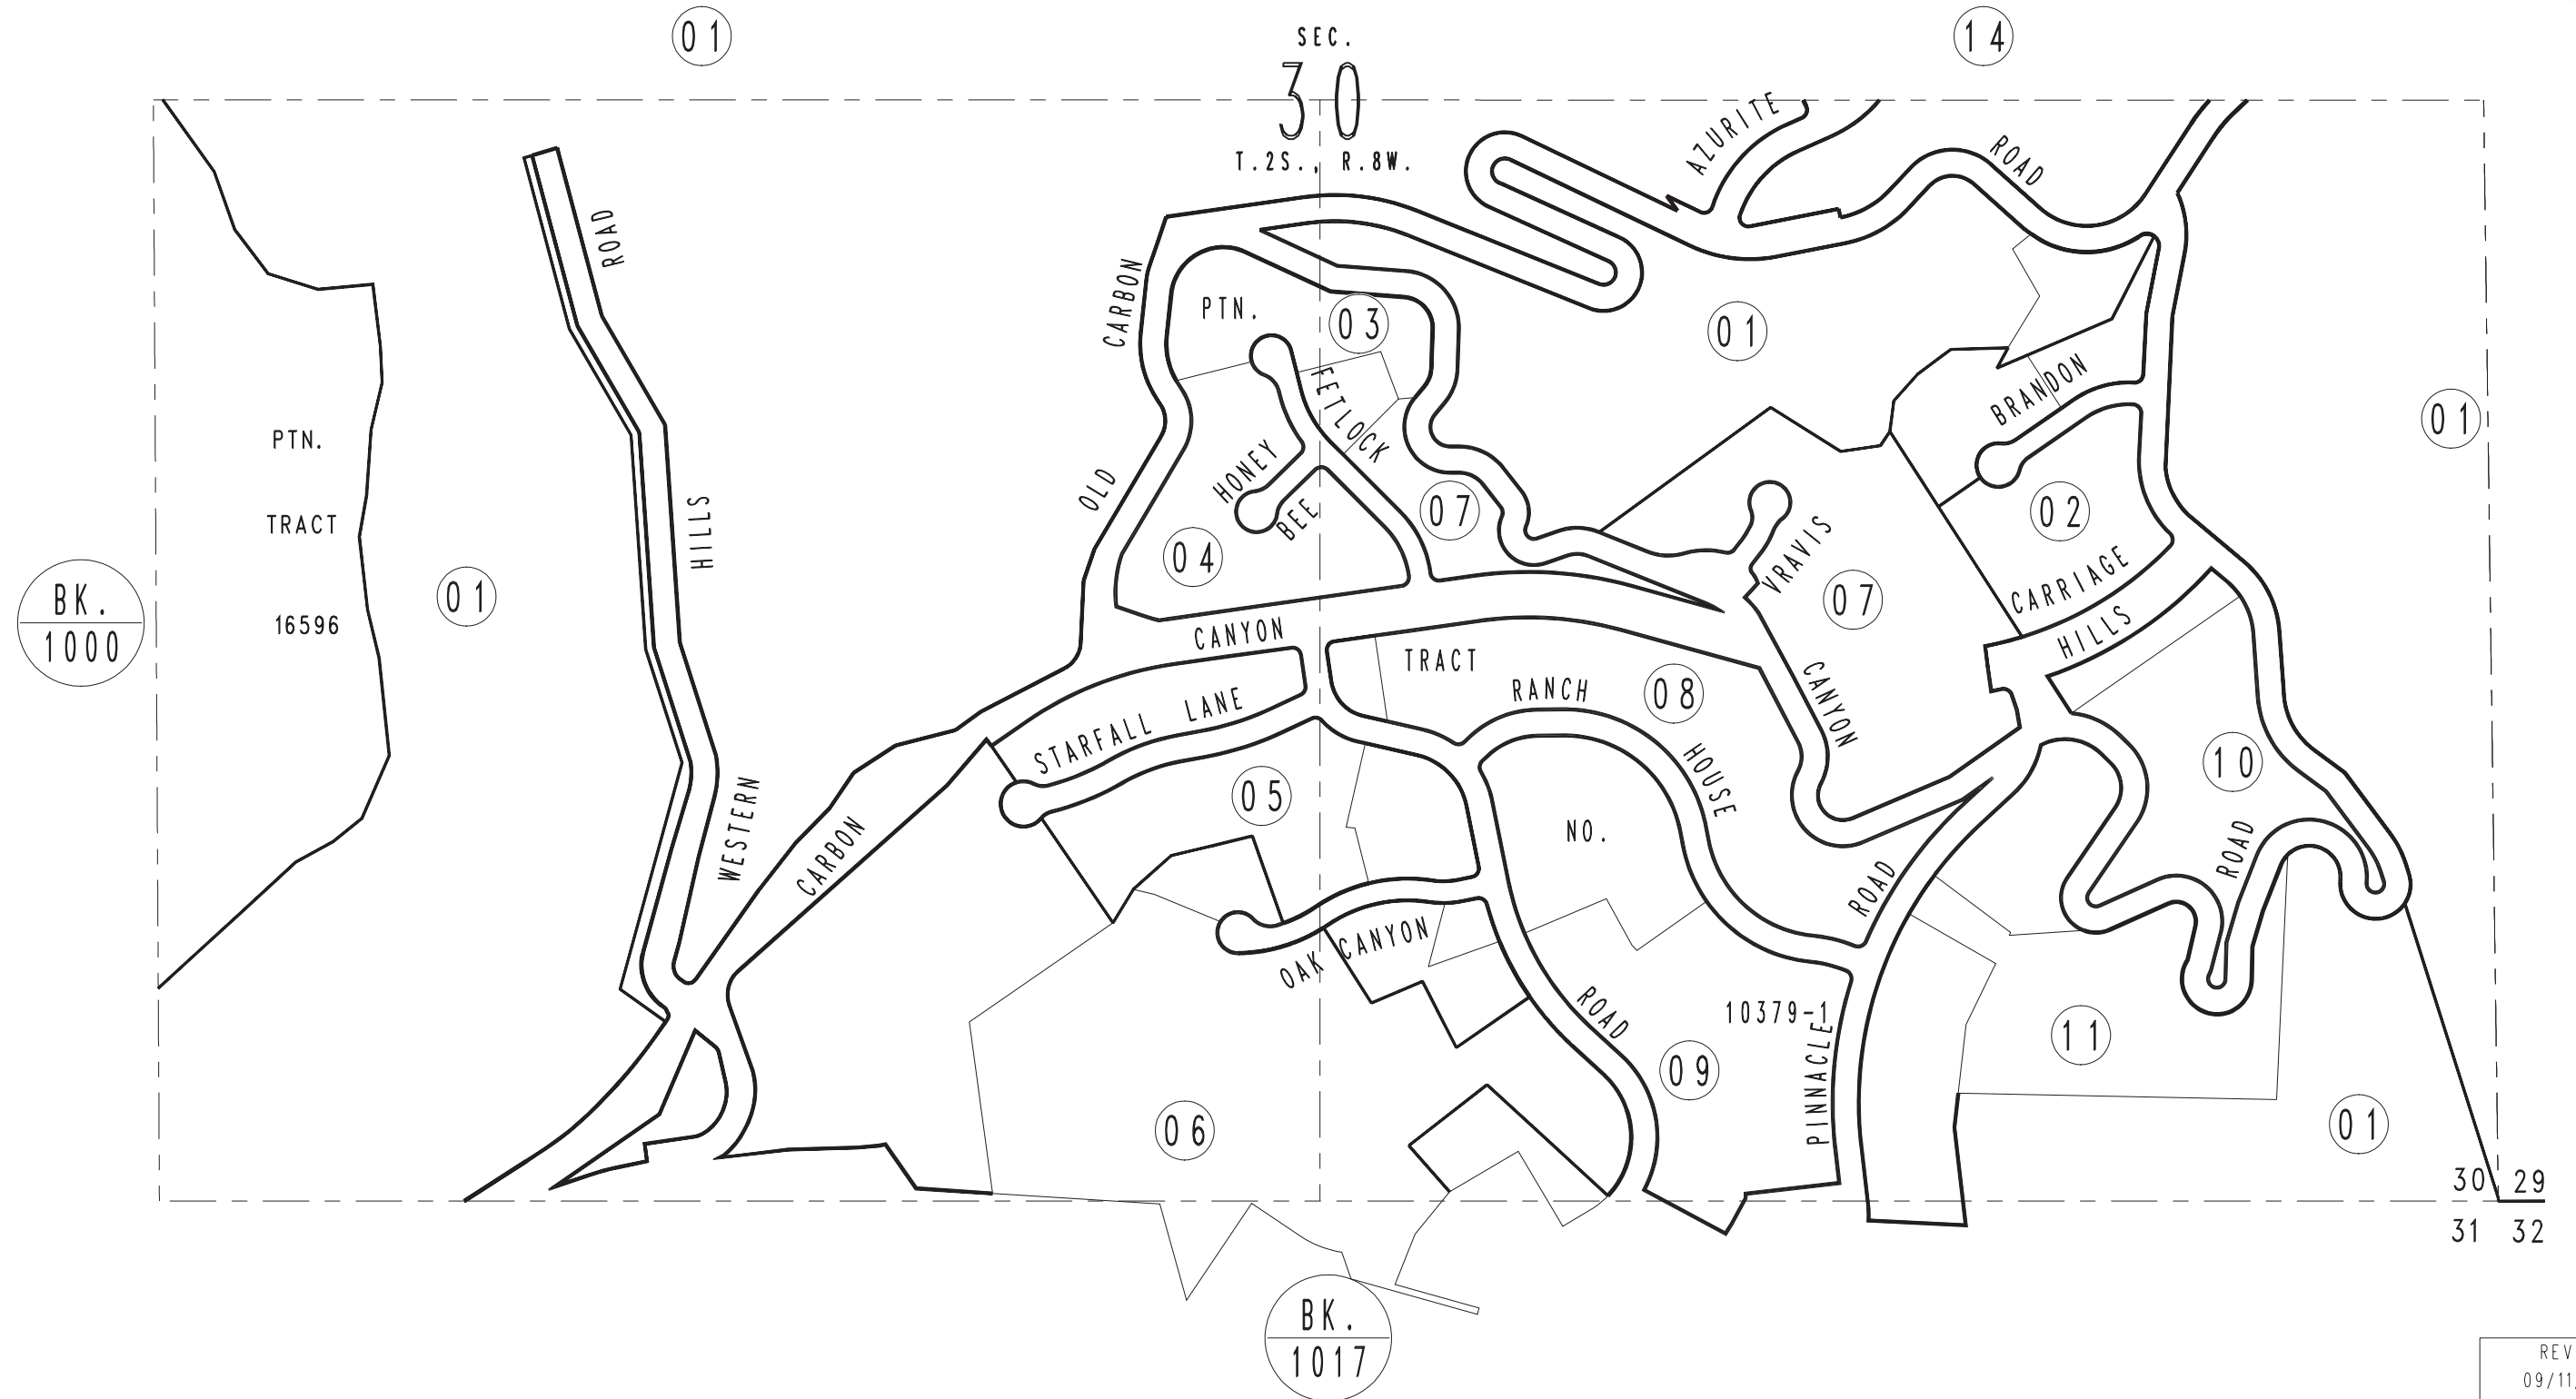 01
SEC.
30
T.2S., R.8W.
14
AZURITE
ROAD
ROAD
CARBON
PTN.
03
01
BRANDON
01
FETLOCK
PTN.
HONEY
BEE
OLD
07
02
TRACT
HILLS
04
VRAVIS
07
CARRIAGE
BK.
1000
01
16596
CANYON
HILLS
TRACT
RANCH
08
CANYON
STARFALL LANE
HOUSE
10
05
WESTERN
CARBON
NO.
ROAD
ROAD
OAK CANYON
ROAD
10379-1
11
PINNACLE
09
06
01
30 29
31 32
BK.
1017
REV
09/11